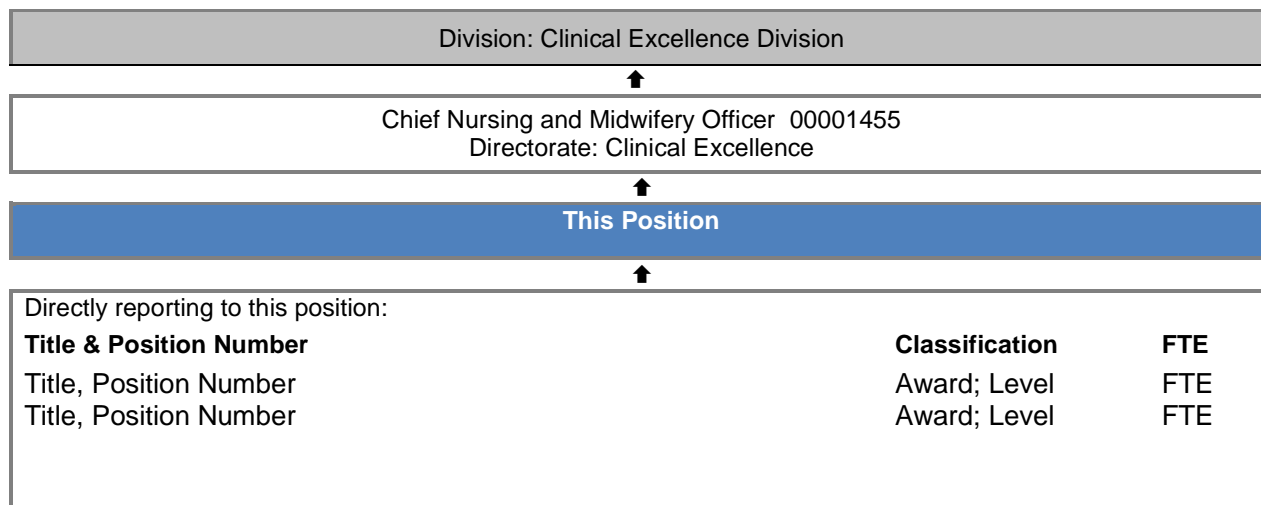 Division: Clinical Excellence Division
Chief Nursing and Midwifery Officer 00001455
Directorate: Clinical Excellence
This Position
Directly reporting to this position:
Title & Position Number Classification FTE
Title, Position Number Award; Level FTE
Title, Position Number Award; Level FTE